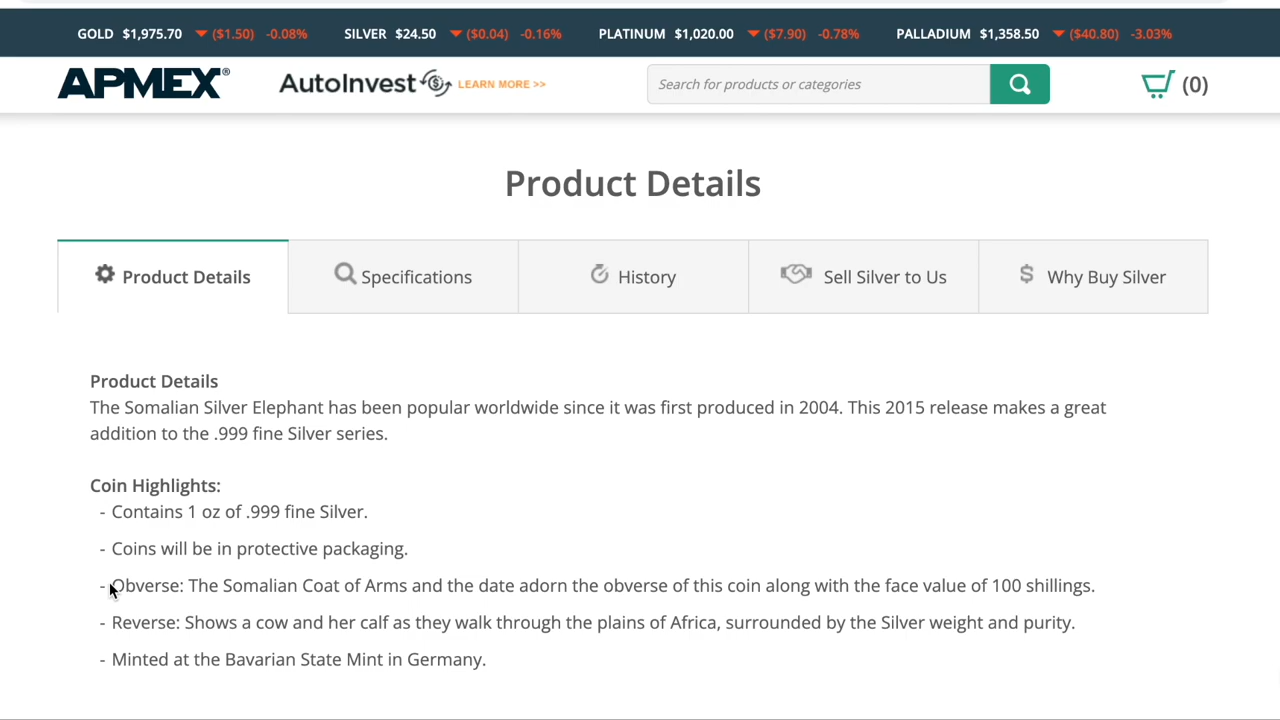 GOLD $1,975.70 ($1.50) -0.08% SILVER $24.50 ($0.04) -0.16% PLATINUM $1,020.00 ($7.90) -0.78% PALLADIUM $1,358.50 ($40.80) -3.03%
APMEX® AutoInvest LEARN MORE >> Search for products or categories (0)
Product Details
Product Details Specifications History Sell Silver to Us Why Buy Silver
Product Details
The Somalian Silver Elephant has been popular worldwide since it was first produced in 2004. This 2015 release makes a great
addition to the .999 fine Silver series.
Coin Highlights:
- Contains 1 oz of .999 fine Silver.
- Coins will be in protective packaging.
- Obverse: The Somalian Coat of Arms and the date adorn the obverse of this coin along with the face value of 100 shillings.
- Reverse: Shows a cow and her calf as they walk through the plains of Africa, surrounded by the Silver weight and purity.
- Minted at the Bavarian State Mint in Germany.